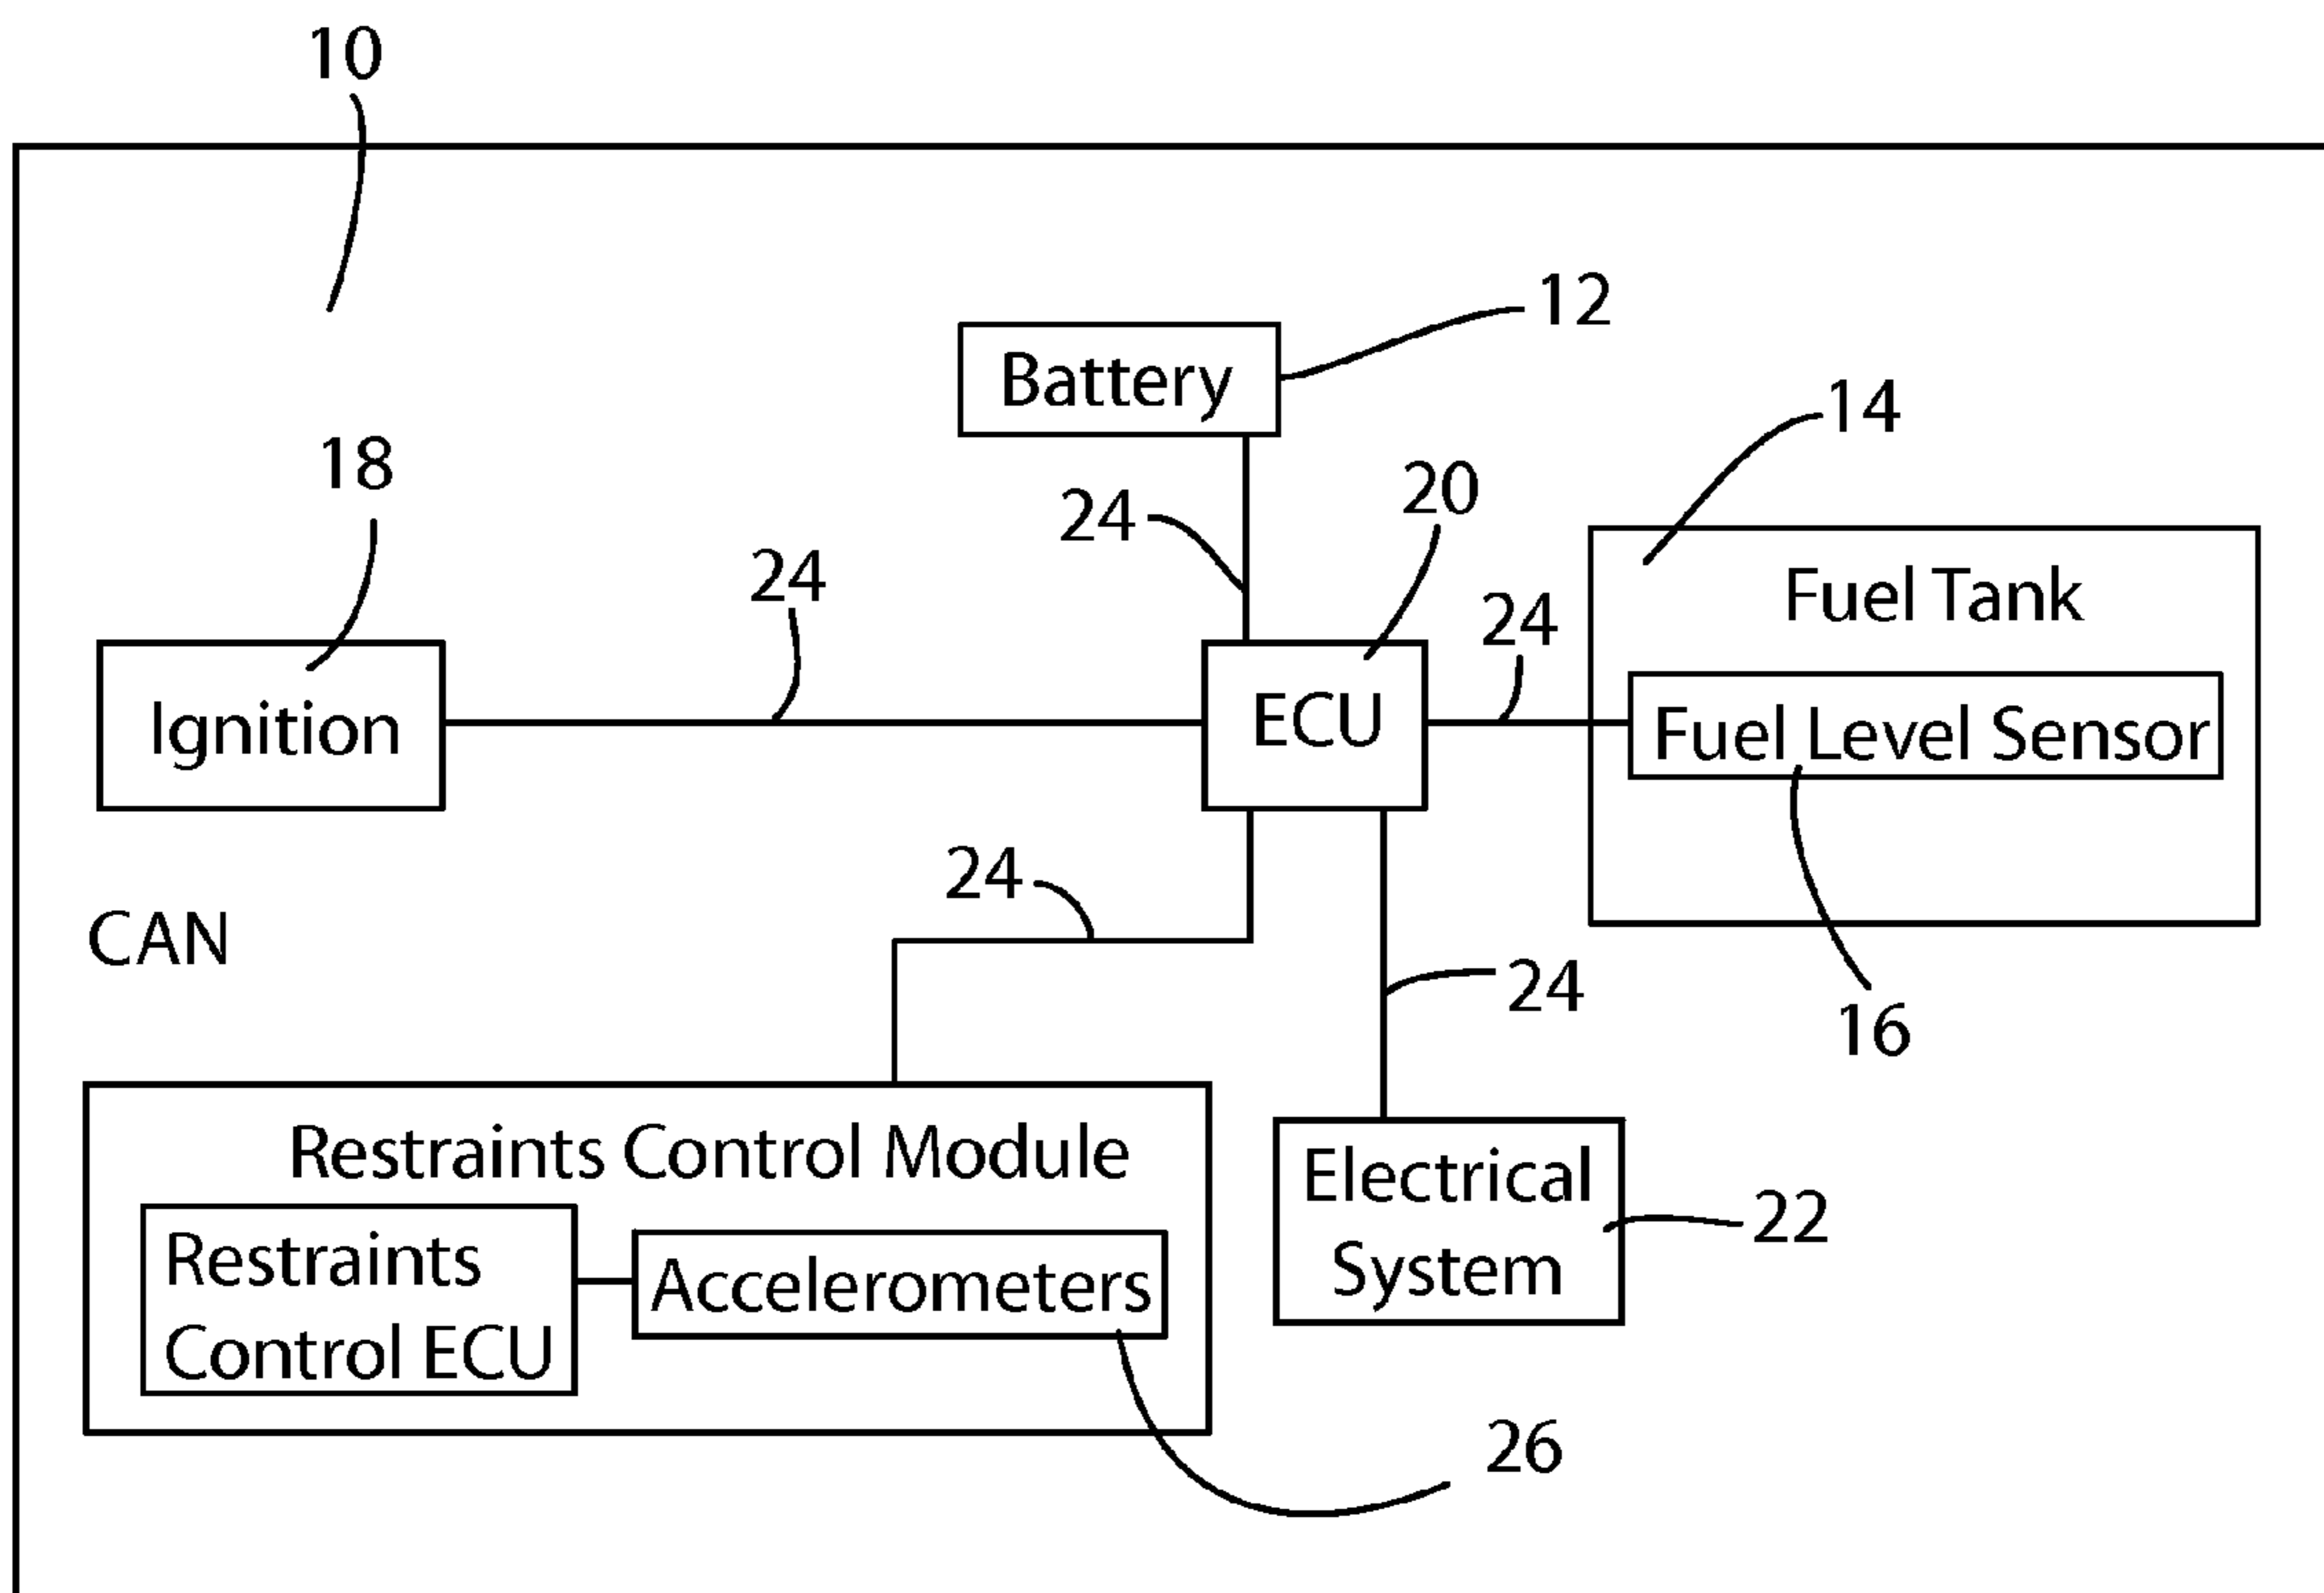 10
12
Battery
14
18
20
24
24
24
Fuel Tank
Ignition
ECU
Fuel Level Sensor
24
CAN
24
16
Restraints Control Module
Electrical
System
22
Restraints
Control ECU
Accelerometers
26